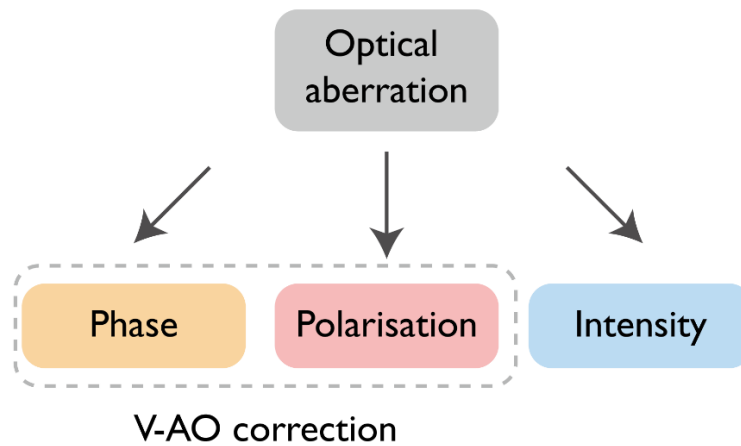 Optical
aberration
Phase
Polarisation
Intensity
V-AO correction